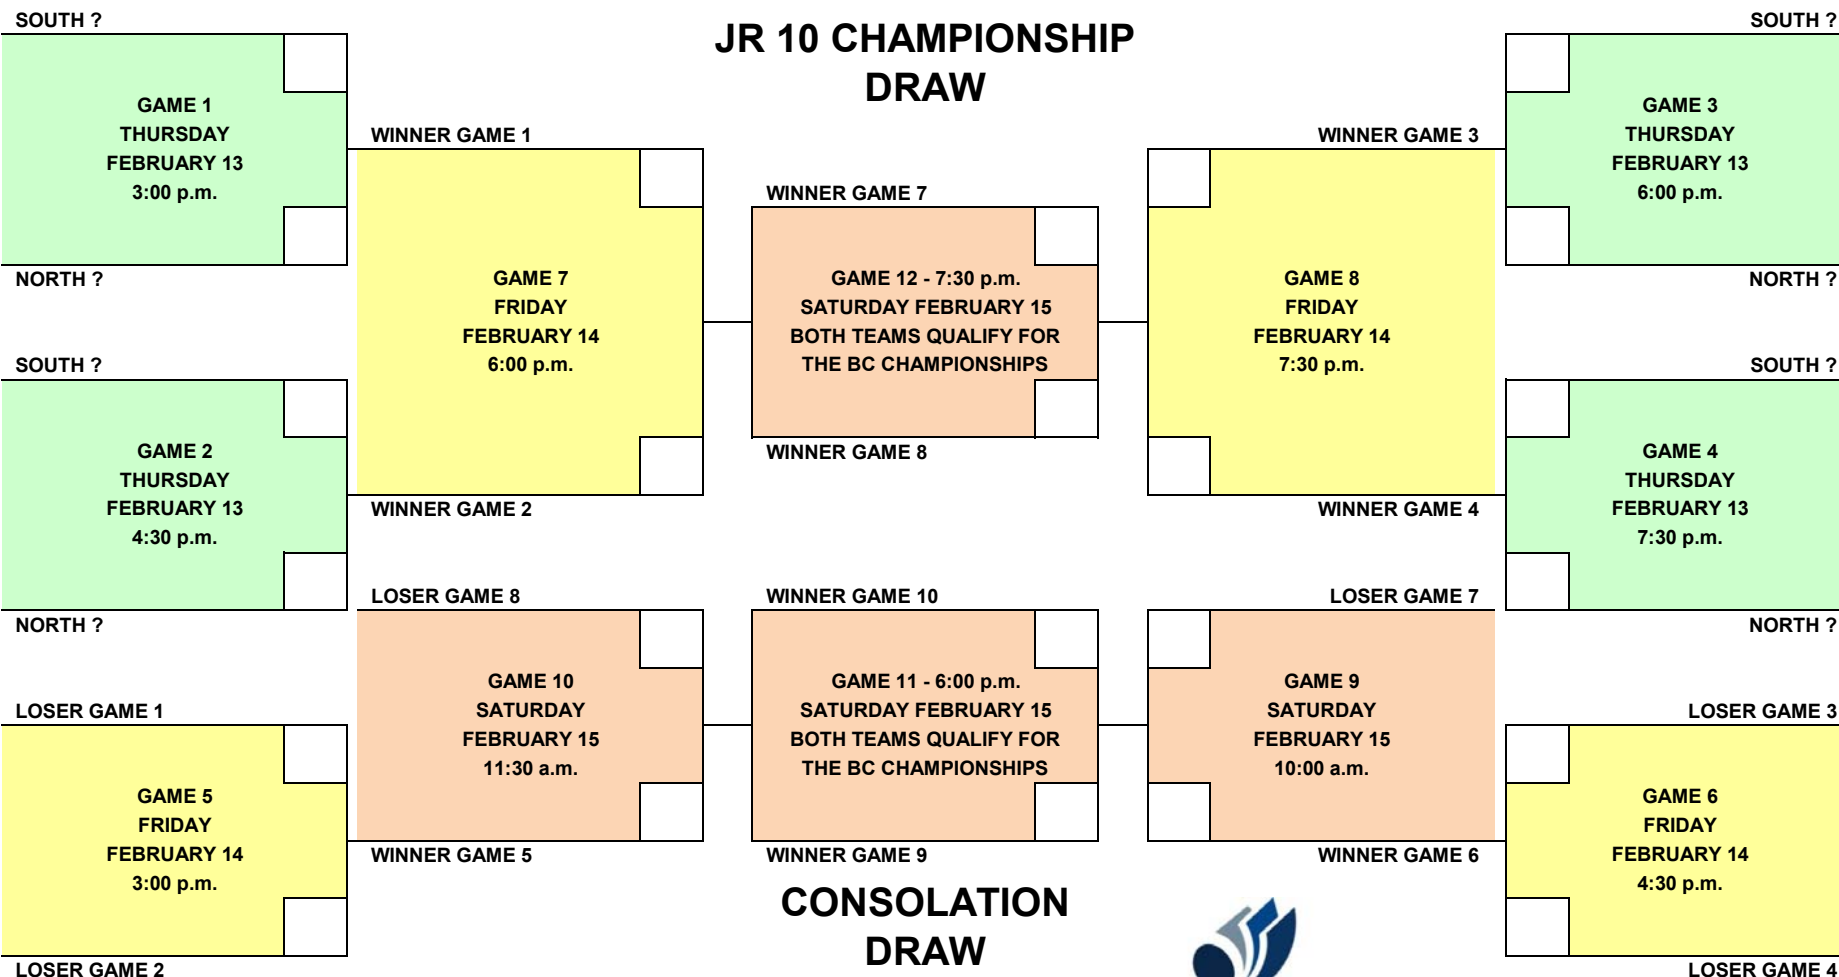 SOUTH ?
JR 10 CHAMPIONSHIP
DRAW
SOUTH ?
GAME 1
THURSDAY
FEBRUARY 13
3:00 p.m.
NORTH ?
WINNER GAME 1
WINNER GAME 7
WINNER GAME 3
GAME 3
THURSDAY
FEBRUARY 13
6:00 p.m.
NORTH ?
GAME 7
FRIDAY
FEBRUARY 14
6:00 p.m.
GAME 12 - 7:30 p.m.
SATURDAY FEBRUARY 15
BOTH TEAMS QUALIFY FOR
THE BC CHAMPIONSHIPS
GAME 8
FRIDAY
FEBRUARY 14
7:30 p.m.
SOUTH ?
SOUTH ?
GAME 2
THURSDAY
FEBRUARY 13
4:30 p.m.
NORTH ?
WINNER GAME 2
WINNER GAME 8
WINNER GAME 4
GAME 4
THURSDAY
FEBRUARY 13
7:30 p.m.
NORTH ?
LOSER GAME 8
WINNER GAME 10
LOSER GAME 7
GAME 10
SATURDAY
FEBRUARY 15
11:30 a.m.
GAME 11 - 6:00 p.m.
SATURDAY FEBRUARY 15
BOTH TEAMS QUALIFY FOR
THE BC CHAMPIONSHIPS
GAME 9
SATURDAY
FEBRUARY 15
10:00 a.m.
LOSER GAME 1
LOSER GAME 3
GAME 5
FRIDAY
FEBRUARY 14
3:00 p.m.
LOSER GAME 2
WINNER GAME 5
WINNER GAME 9
WINNER GAME 6
GAME 6
FRIDAY
FEBRUARY 14
4:30 p.m.
LOSER GAME 4
CONSOLATION
DRAW